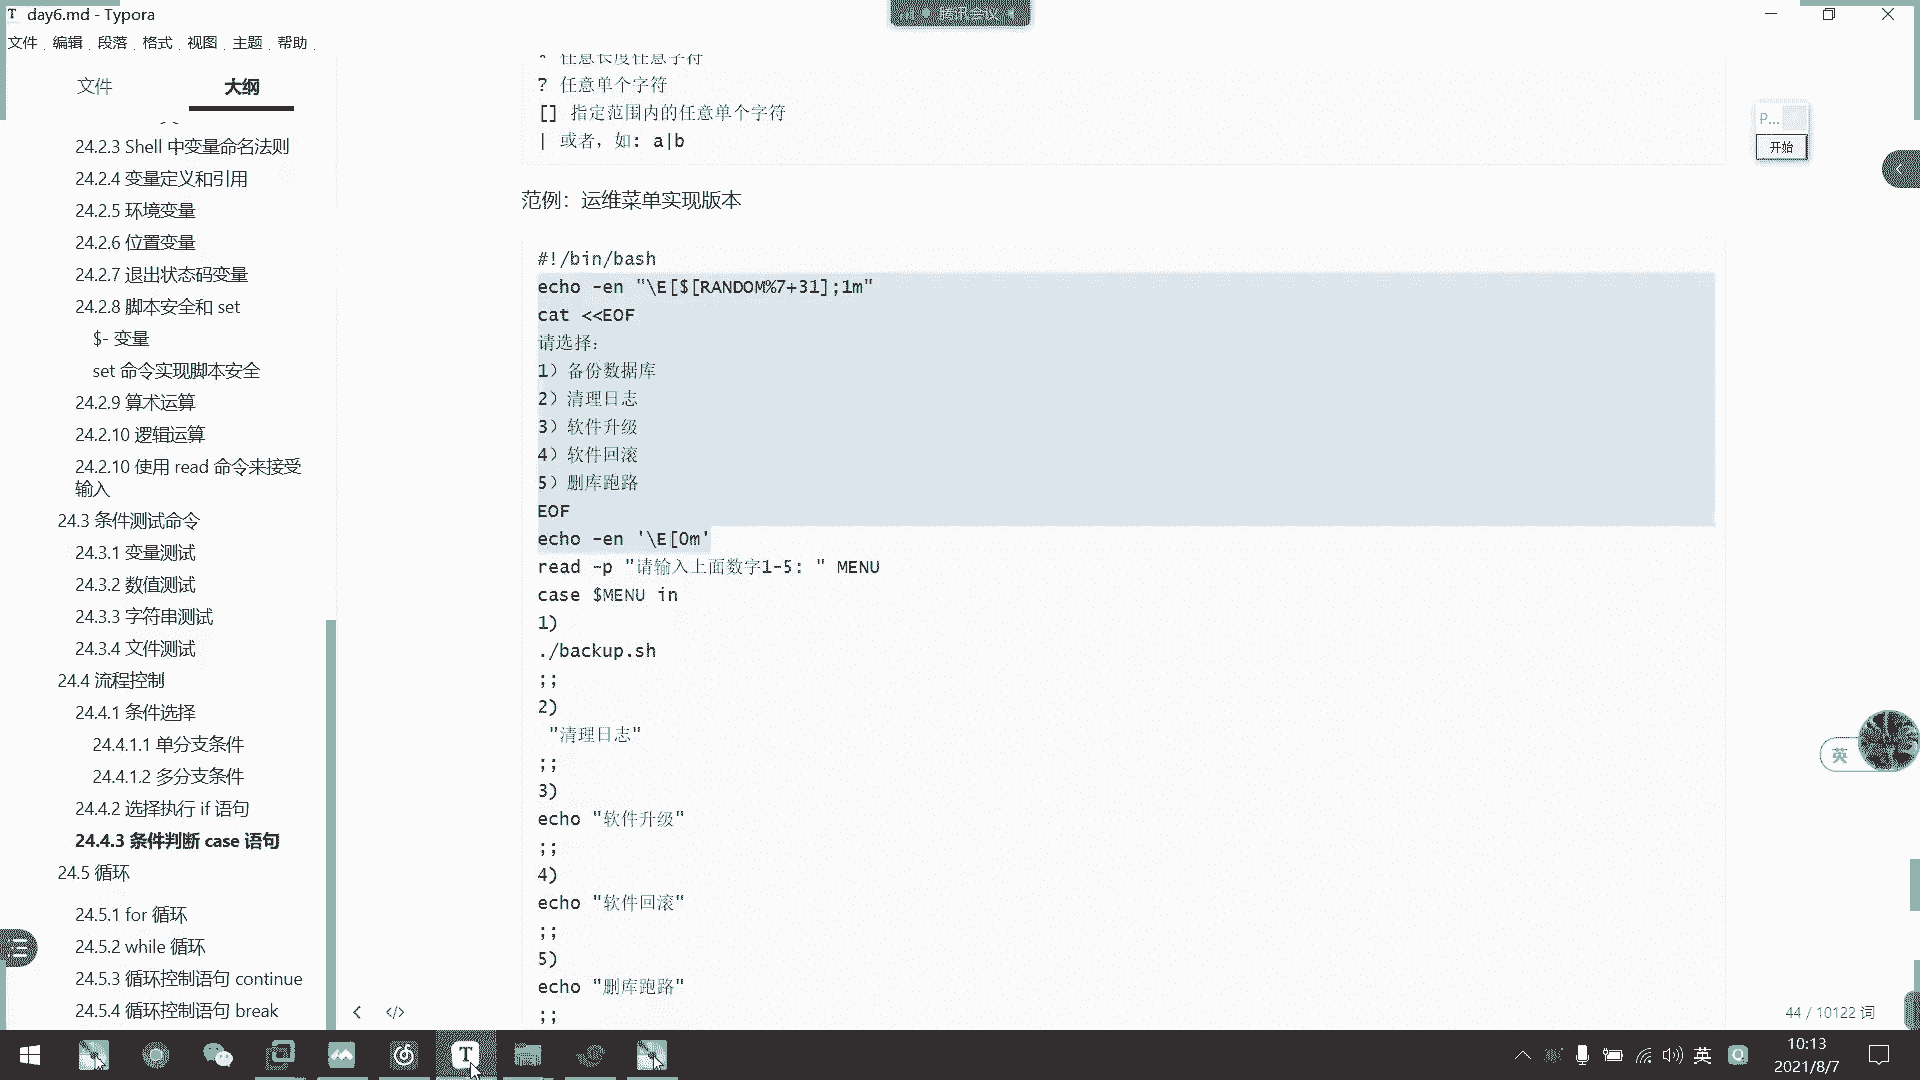 day6.md - Typora
腾讯会议
文件 编辑 段落 格式 视图 主题 帮助
文件 大纲
24.2.3 Shell 中变量命名法则
24.2.4 变量定义和引用
24.2.5 环境变量
24.2.6 位置变量
24.2.7 退出状态码变量
24.2.8 脚本安全和 set
$- 变量
set 命令实现脚本安全
24.2.9 算术运算
24.2.10 逻辑运算
24.2.10 使用 read 命令来接受
输入
24.3 条件测试命令
24.3.1 变量测试
24.3.2 数值测试
24.3.3 字符串测试
24.3.4 文件测试
24.4 流程控制
24.4.1 条件选择
24.4.1.1 单分支条件
24.4.1.2 多分支条件
24.4.2 选择执行 if 语句
24.4.3 条件判断 case 语句
24.5 循环
24.5.1 for 循环
24.5.2 while 循环
24.5.3 循环控制语句 continue
24.5.4 循环控制语句 break
* 任意长度任意字符
? 任意单个字符
[] 指定范围内的任意单个字符
| 或者，如: a|b
范例：运维菜单实现版本
#!/bin/bash
echo -en "\E[$[RANDOM%7+31];1m"
cat <<EOF
请选择：
1）备份数据库
2）清理日志
3）软件升级
4）软件回滚
5）删库跑路
EOF
echo -en '\E[0m'
read -p "请输入上面数字1-5: " MENU
case $MENU in
1)
./backup.sh
;;
2)
"清理日志"
;;
3)
echo "软件升级"
;;
4)
echo "软件回滚"
;;
5)
echo "删库跑路"
;;
P...
开始
英
44 / 10122 词
英
10:13
2021/8/7